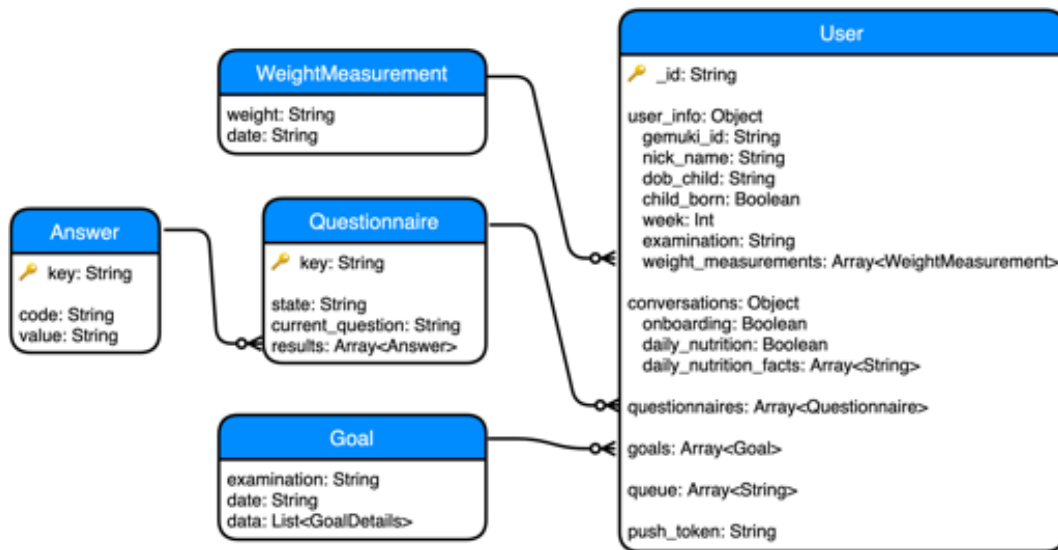 WeightMeasurement
weight: String
date: String
Answer
key: String
code: String
value: String
Questionnaire
key: String
state: String
current_question: String
results: Array<Answer>
Goal
examination: String
date: String
data: List<GoalDetails>
User
_id: String
user_info: Object
gemuki_id: String
nick_name: String
dob_child: String
child_born: Boolean
week: Int
examination: String
weight_measurements: Array<WeightMeasurement>
conversations: Object
onboarding: Boolean
daily_nutrition: Boolean
daily_nutrition_facts: Array<String>
questionnaires: Array<Questionnaire>
goals: Array<Goal>
queue: Array<String>
push_token: String